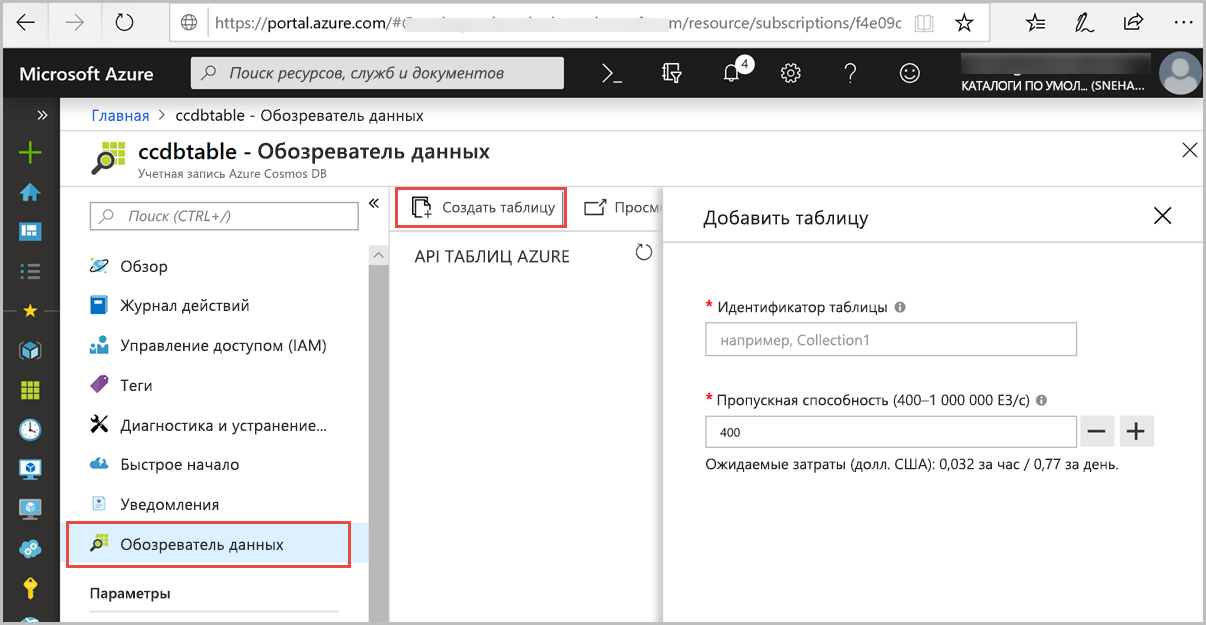 https://portal.azure.com/# m/resource/subscriptions/f4e09c
Microsoft Azure
Поиск ресурсов, служб и документов
4
КАТАЛОГИ ПО УМОЛ... (SNEHA...
Главная > ccdbtable - Обозреватель данных
ccdbtable - Обозреватель данных
Учетная запись Azure Cosmos DB
Поиск (CTRL+/)
Обзор
Журнал действий
Управление доступом (IAM)
Теги
Диагностика и устранение...
Быстрое начало
Уведомления
Обозреватель данных
Параметры
Создать таблицу
Просм
API ТАБЛИЦ AZURE
Добавить таблицу
* Идентификатор таблицы
например, Collection1
* Пропускная способность (400–1 000 000 ЕЗ/с)
400
Ожидаемые затраты (долл. США): 0,032 за час / 0,77 за день.